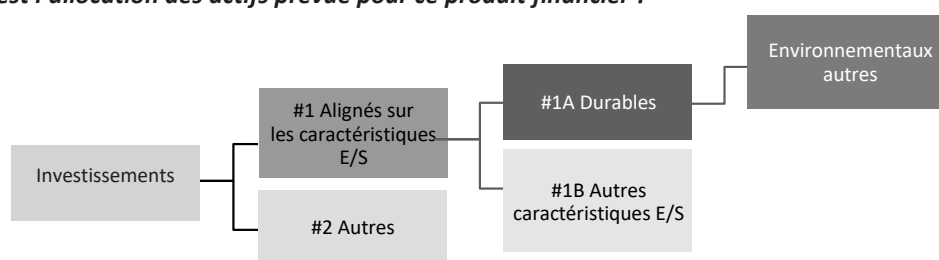 est l'allocation des actifs prévue pour ce produit financier ?
Environnementaux
autres
#1A Durables
#1 Alignés sur
les caractéristiques
E/S
Investissements
#1B Autres
caractéristiques E/S
#2 Autres